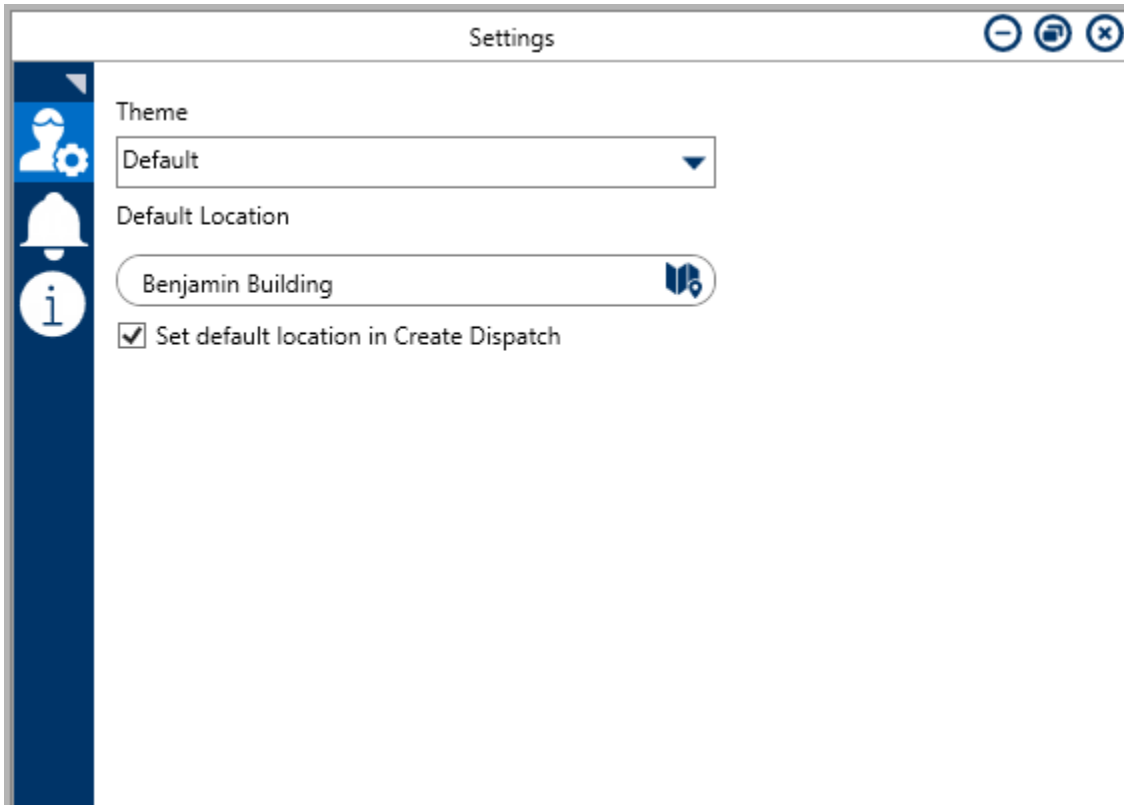 Settings
Theme
Default
Default Location
Benjamin Building
Set default location in Create Dispatch
i